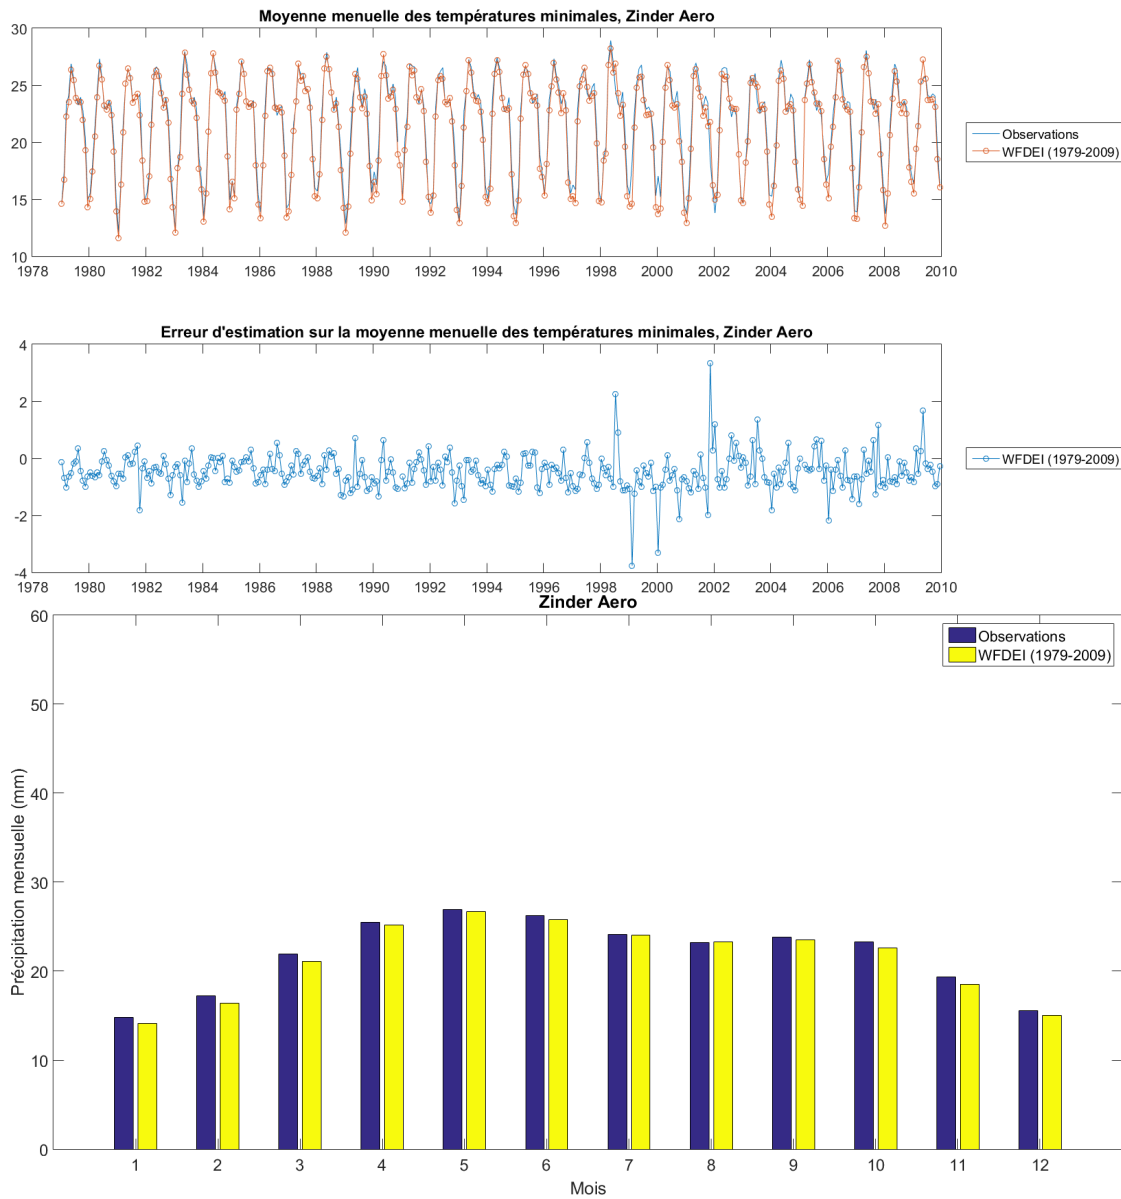 Moyenne menuelle des températures minimales, Zinder Aero
30
25
20
15
10
1978 1980 1982 1984 1986 1988 1990 1992 1994 1996 1998 2000 2002 2004 2006 2008 2010
Observations
WFDEI (1979-2009)
Erreur d'estimation sur la moyenne menuelle des températures minimales, Zinder Aero
4
2
0
-2
-4
1978 1980 1982 1984 1986 1988 1990 1992 1994 1996 1998 2000 2002 2004 2006 2008 2010
WFDEI (1979-2009)
Zinder Aero
60
50
40
30
20
10
0
Précipitation mensuelle (mm)
Observations
WFDEI (1979-2009)
1 2 3 4 5 6 7 8 9 10 11 12
Mois